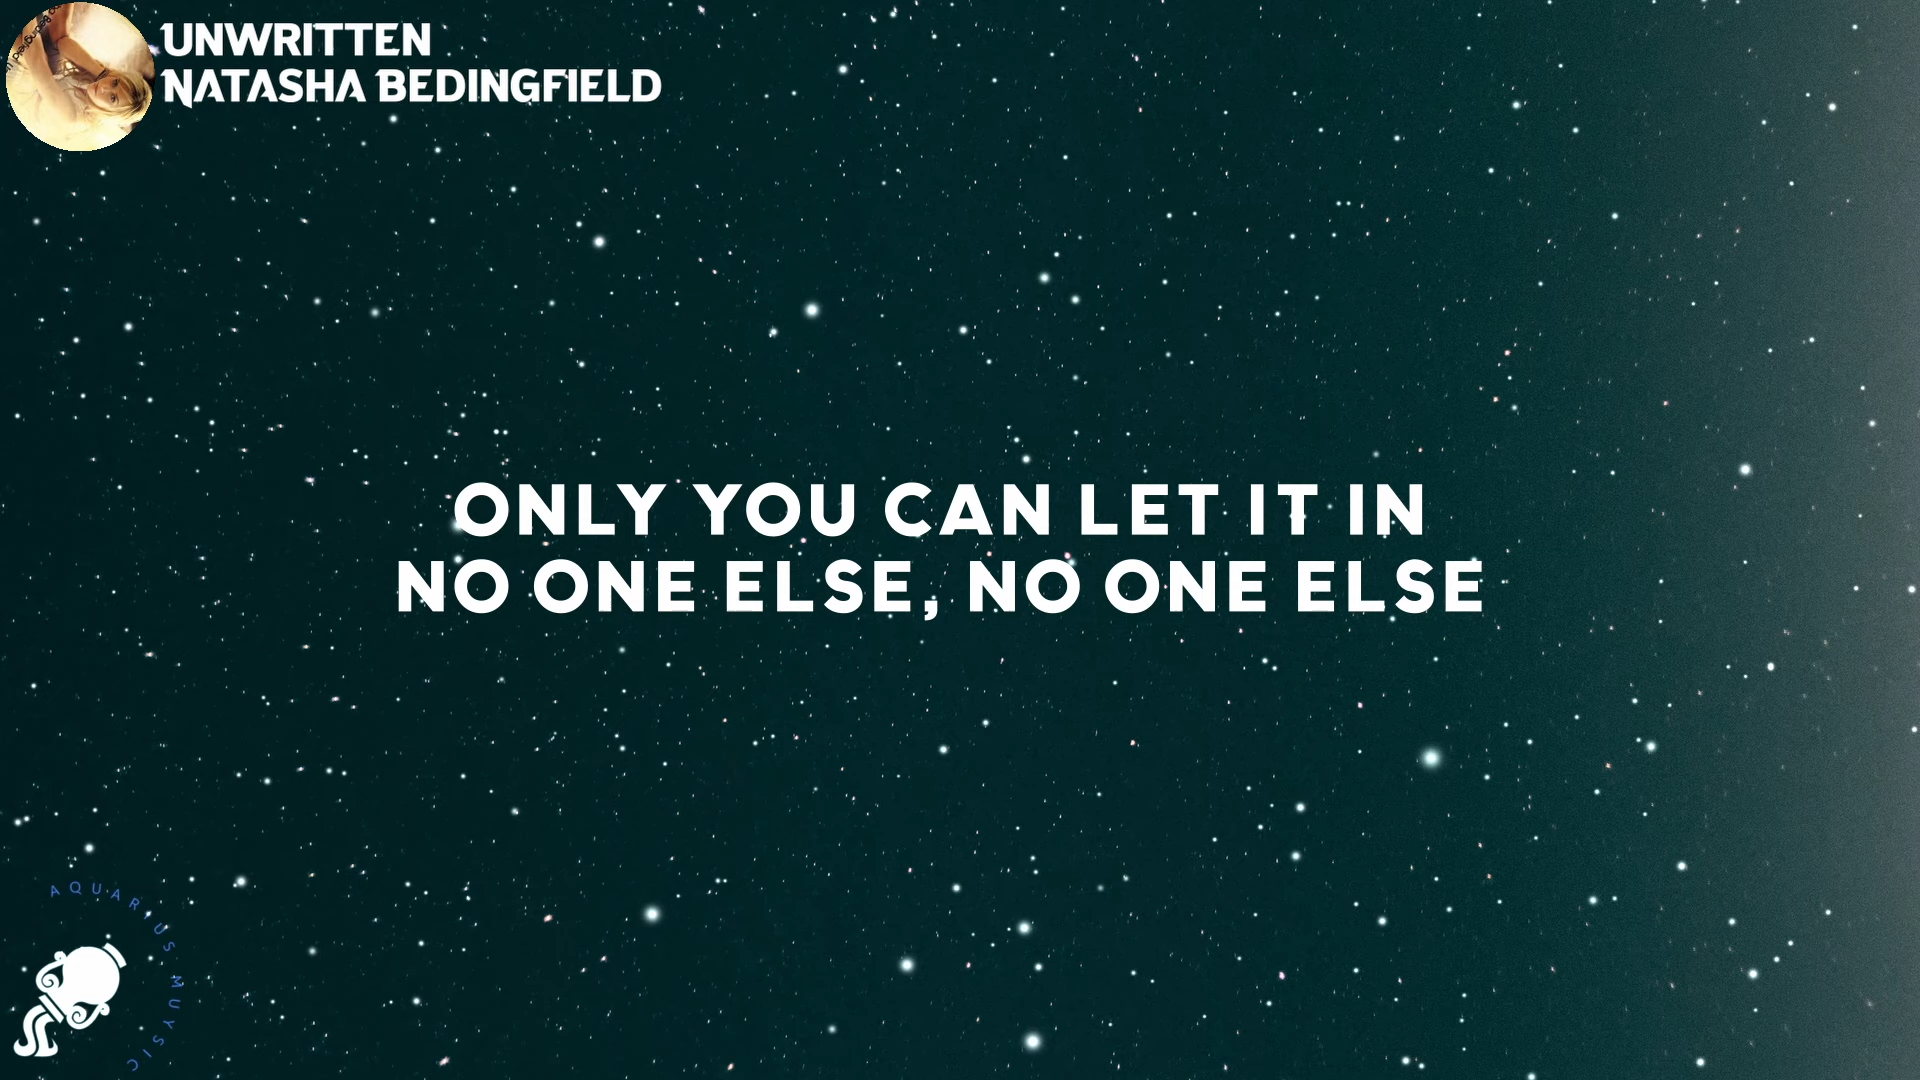 UNWRITTEN
NATASHA BEDINGFIELD
ONLY YOU CAN LET IT IN
NO ONE ELSE, NO ONE ELSE
AQUARIUS MUYSIC